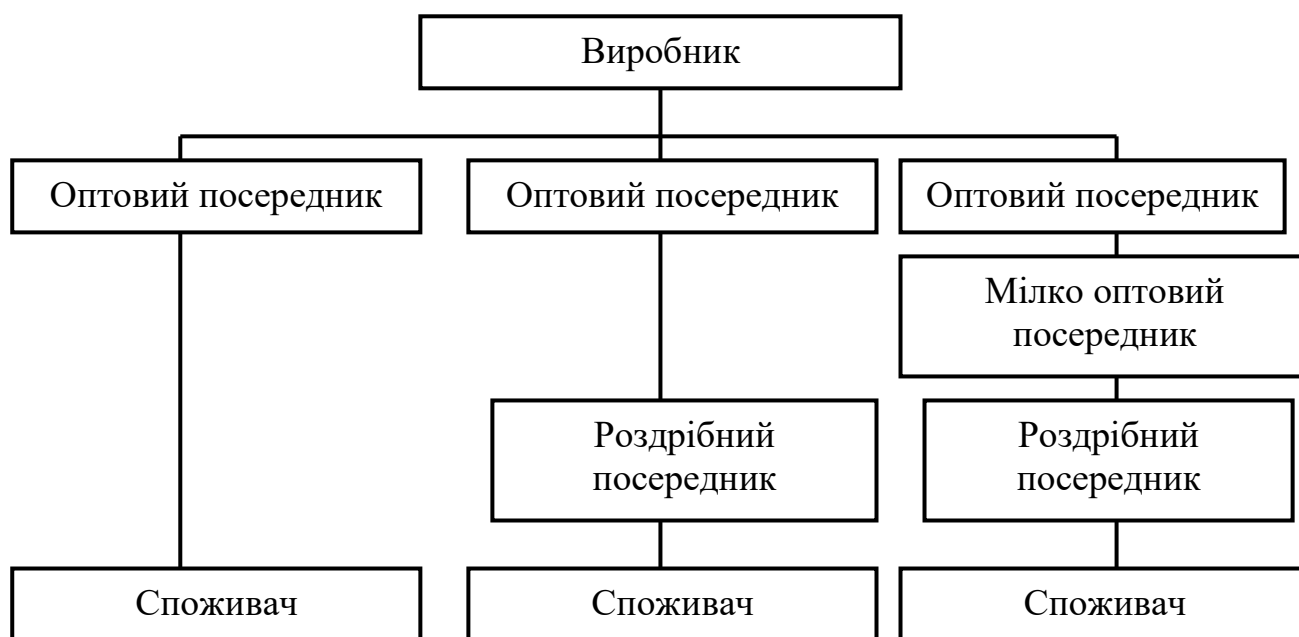 Виробник
Оптовий посередник
Оптовий посередник
Оптовий посередник
Мілко оптовий
посередник
Роздрібний
посередник
Роздрібний
посередник
Споживач
Споживач
Споживач